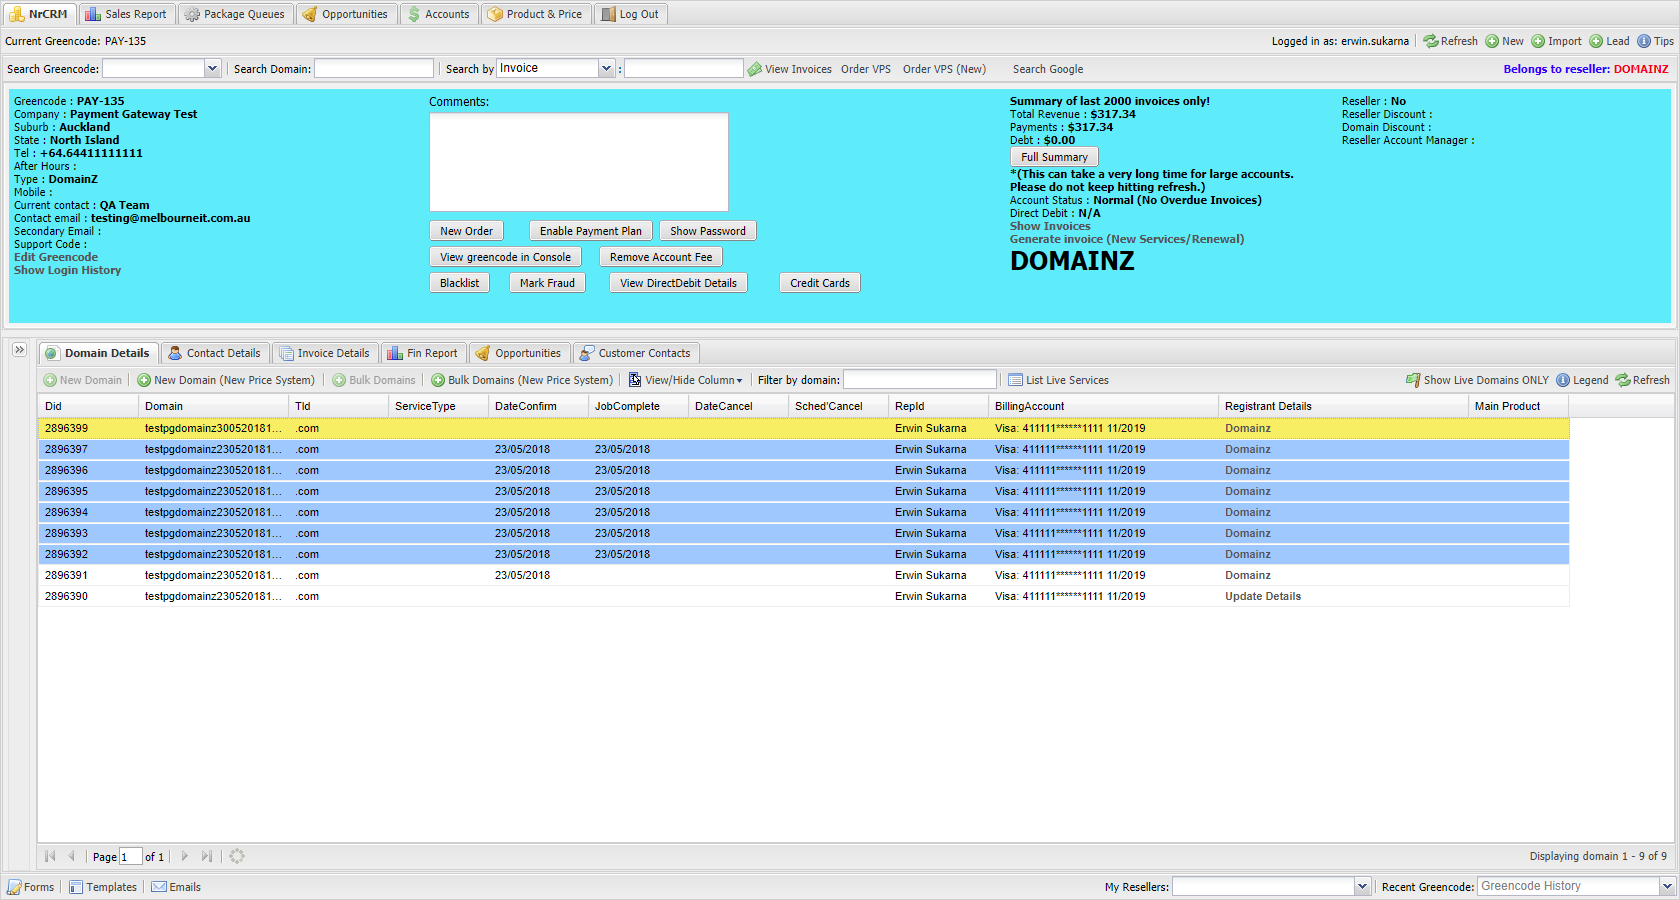 NrCRM Sales Report Package Queues Opportunities Accounts Product & Price Log Out
Current Greencode: PAY-135 Logged in as: erwin.sukarna Refresh New Import Lead Tips
Search Greencode: Search Domain: Search by Invoice : View Invoices Order VPS Order VPS (New) Search Google Belongs to reseller: DOMAINZ
Greencode : PAY-135
Company : Payment Gateway Test
Suburb : Auckland
State : North Island
Tel : +64.64411111111
After Hours :
Type : DomainZ
Mobile :
Current contact : QA Team
Contact email : testing@melbourneit.com.au
Secondary Email :
Support Code :
Edit Greencode
Show Login History
Comments:
New Order Enable Payment Plan Show Password
View greencode in Console Remove Account Fee
Blacklist Mark Fraud View DirectDebit Details Credit Cards
Summary of last 2000 invoices only!
Total Revenue : $317.34
Payments : $317.34
Debt : $0.00
Full Summary
*(This can take a very long time for large accounts.
Please do not keep hitting refresh.)
Account Status : Normal (No Overdue Invoices)
Direct Debit : N/A
Show Invoices
Generate invoice (New Services/Renewal)
DOMAINZ
Reseller : No
Reseller Discount :
Domain Discount :
Reseller Account Manager :
Domain Details Contact Details Invoice Details Fin Report Opportunities Customer Contacts
New Domain New Domain (New Price System) Bulk Domains Bulk Domains (New Price System) View/Hide Column Filter by domain: List Live Services Show Live Domains ONLY Legend Refresh
Did Domain Tld ServiceType DateConfirm JobComplete DateCancel Sched'Cancel RepId BillingAccount Registrant Details Main Product
2896399 testpgdomainz300520181... .com Erwin Sukarna Visa: 411111******1111 11/2019 Domainz
2896397 testpgdomainz230520181... .com 23/05/2018 23/05/2018 Erwin Sukarna Visa: 411111******1111 11/2019 Domainz
2896396 testpgdomainz230520181... .com 23/05/2018 23/05/2018 Erwin Sukarna Visa: 411111******1111 11/2019 Domainz
2896395 testpgdomainz230520181... .com 23/05/2018 23/05/2018 Erwin Sukarna Visa: 411111******1111 11/2019 Domainz
2896394 testpgdomainz230520181... .com 23/05/2018 23/05/2018 Erwin Sukarna Visa: 411111******1111 11/2019 Domainz
2896393 testpgdomainz230520181... .com 23/05/2018 23/05/2018 Erwin Sukarna Visa: 411111******1111 11/2019 Domainz
2896392 testpgdomainz230520181... .com 23/05/2018 23/05/2018 Erwin Sukarna Visa: 411111******1111 11/2019 Domainz
2896391 testpgdomainz230520181... .com 23/05/2018 Erwin Sukarna Visa: 411111******1111 11/2019 Domainz
2896390 testpgdomainz230520181... .com Erwin Sukarna Visa: 411111******1111 11/2019 Update Details
Page 1 of 1 Displaying domain 1 - 9 of 9
Forms Templates Emails My Resellers: Recent Greencode: Greencode History